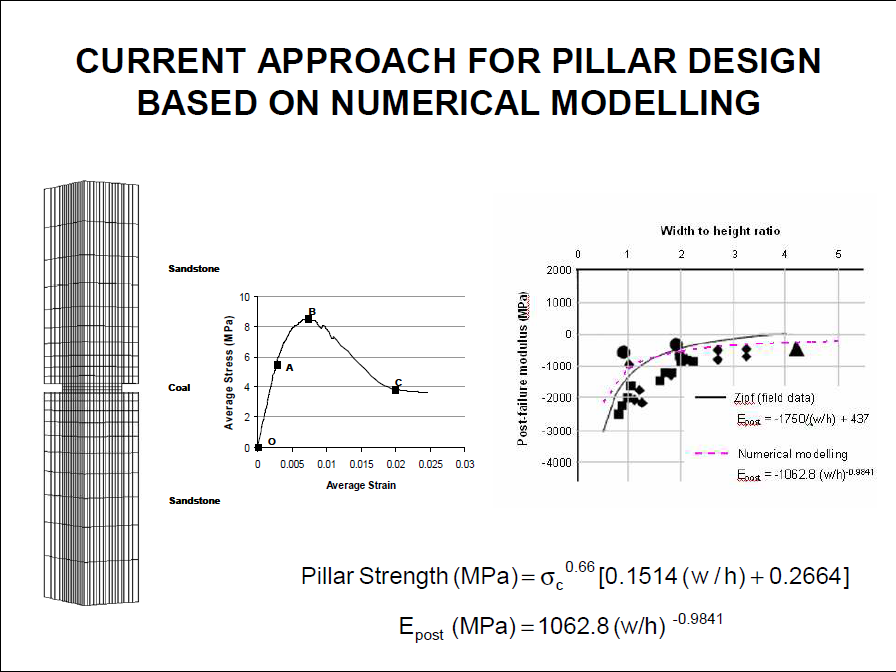 CURRENT APPROACH FOR PILLAR DESIGN
BASED ON NUMERICAL MODELLING
Sandstone
Coal
Sandstone
Average Stress (MPa)
10
8
6
4
2
0
B
A
C
O
0 0.005 0.01 0.015 0.02 0.025 0.03
Average Strain
Width to height ratio
0 1 2 3 4 5
Post-failure modulus (MPa)
2000
1000
0
-1000
-2000
-3000
-4000
Zipf (field data)
Epost = -1750/(w/h) + 437
Numerical modelling
Epost = -1062.8 (w/h)-0.9841
Pillar Strength (MPa) = σc0.66 [0.1514 (w / h) + 0.2664]
Epost (MPa) = 1062.8 (w/h) -0.9841